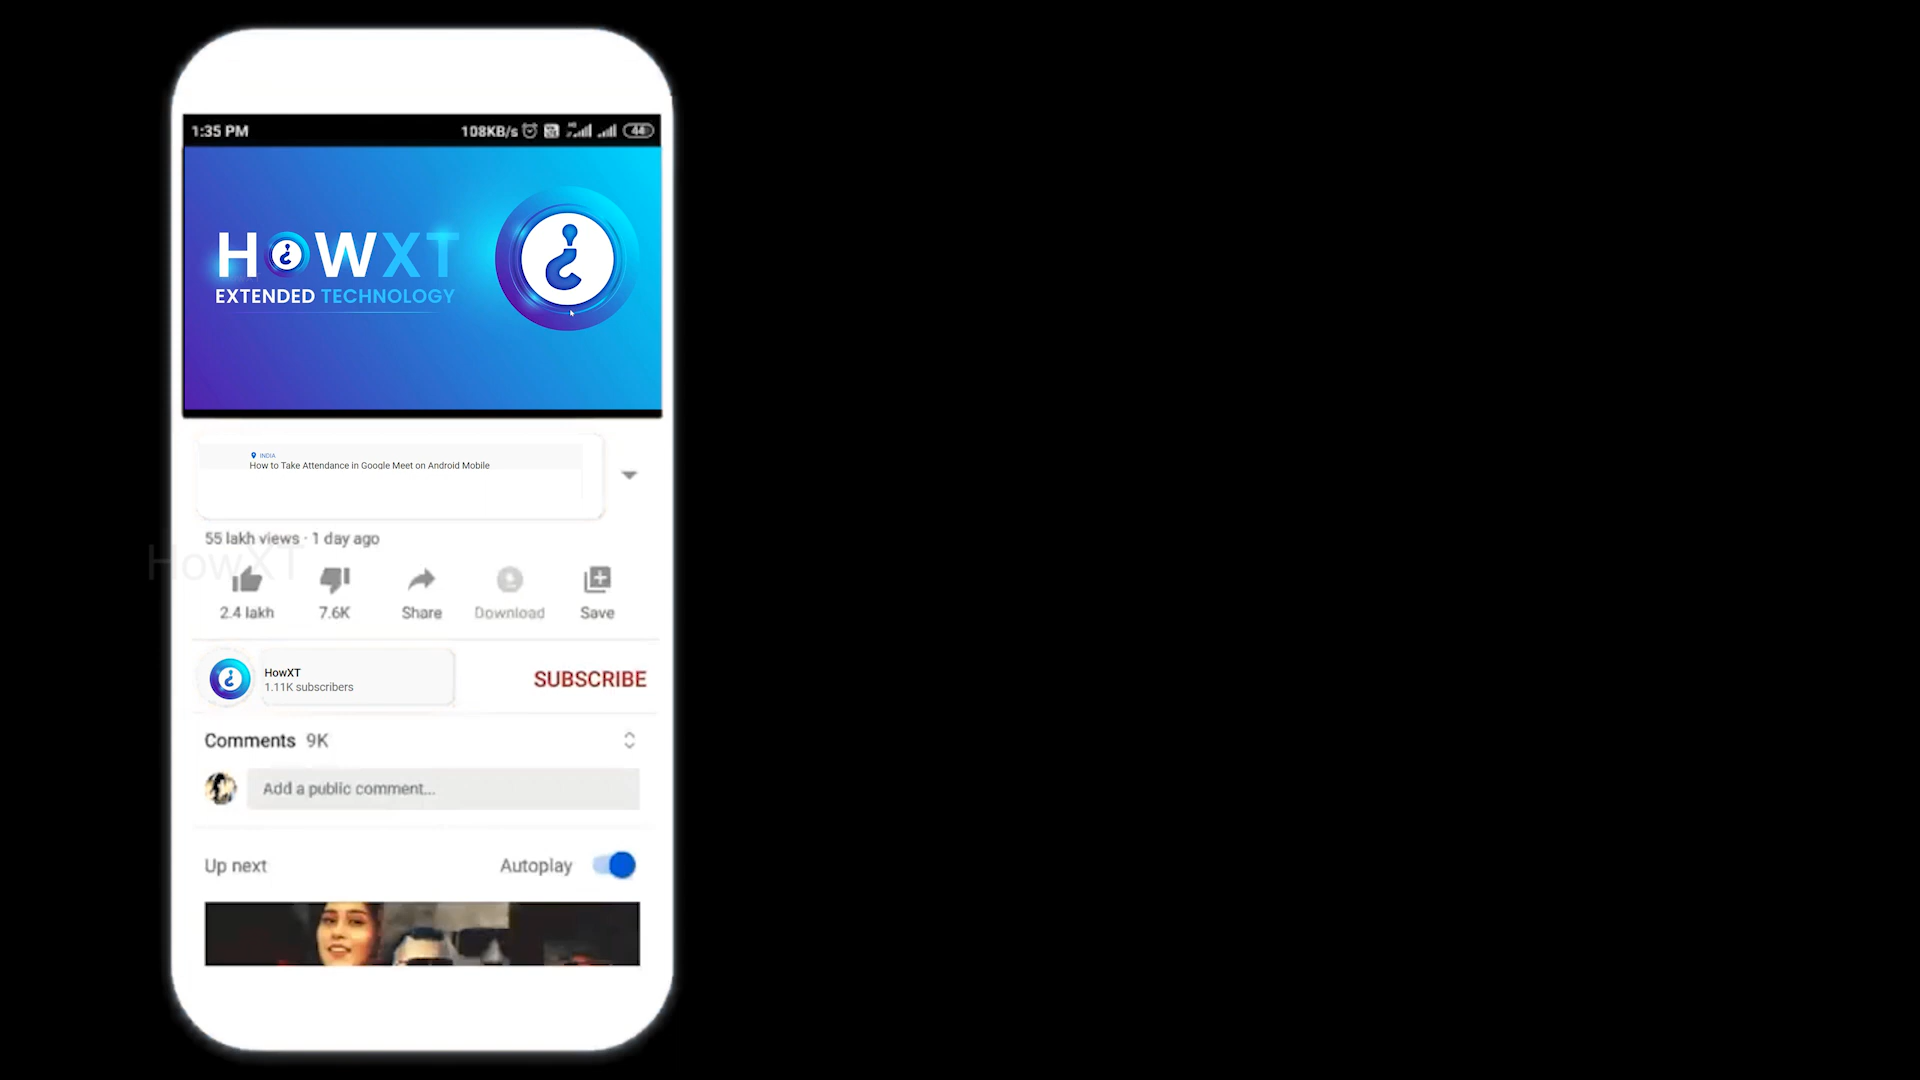 1:35 PM 108KB/s 44
HOWXT
EXTENDED TECHNOLOGY
INDIA
How to Take Attendance in Google Meet on Android Mobile
55 lakh views · 1 day ago
HowXT
2.4 lakh 7.6K Share Download Save
HowXT
1.11K subscribers
SUBSCRIBE
Comments 9K
Add a public comment...
Up next Autoplay